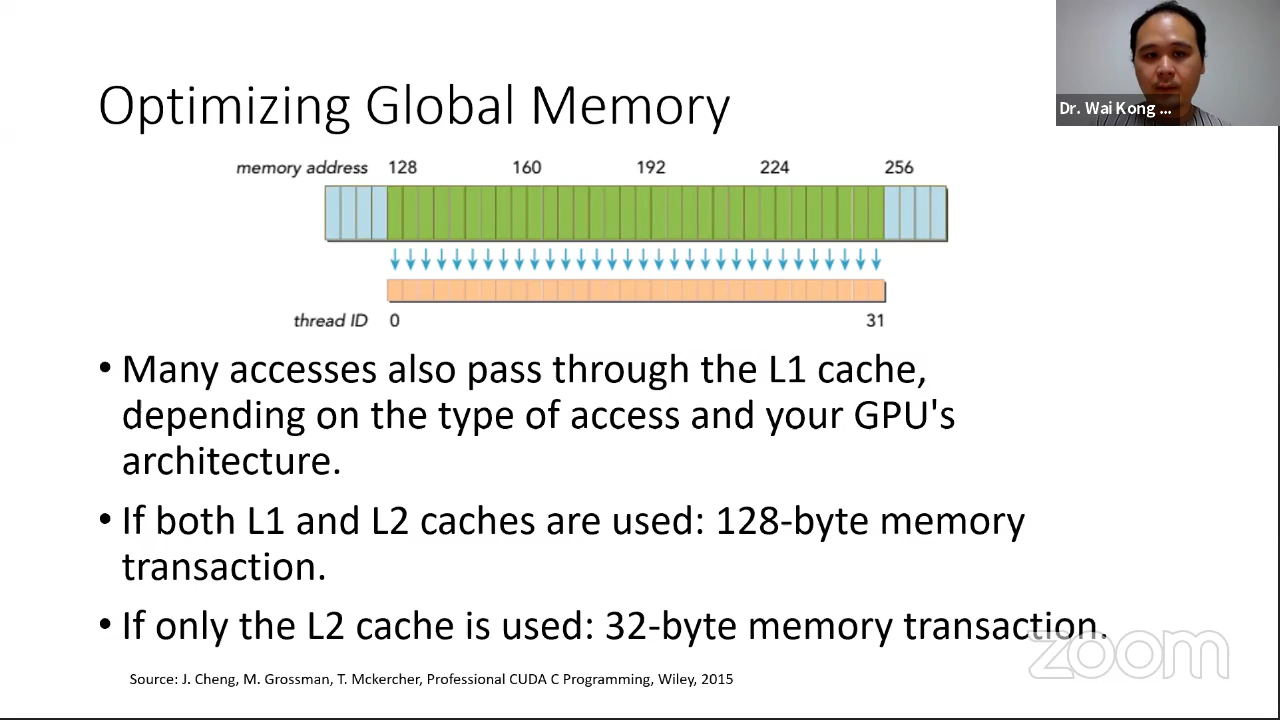 Optimizing Global Memory
Dr. Wai Kong ...
memory address 128 160 192 224 256
thread ID 0 31
• Many accesses also pass through the L1 cache,
depending on the type of access and your GPU's
architecture.
• If both L1 and L2 caches are used: 128-byte memory
transaction.
• If only the L2 cache is used: 32-byte memory transaction.
zoom
Source: J. Cheng, M. Grossman, T. Mckercher, Professional CUDA C Programming, Wiley, 2015